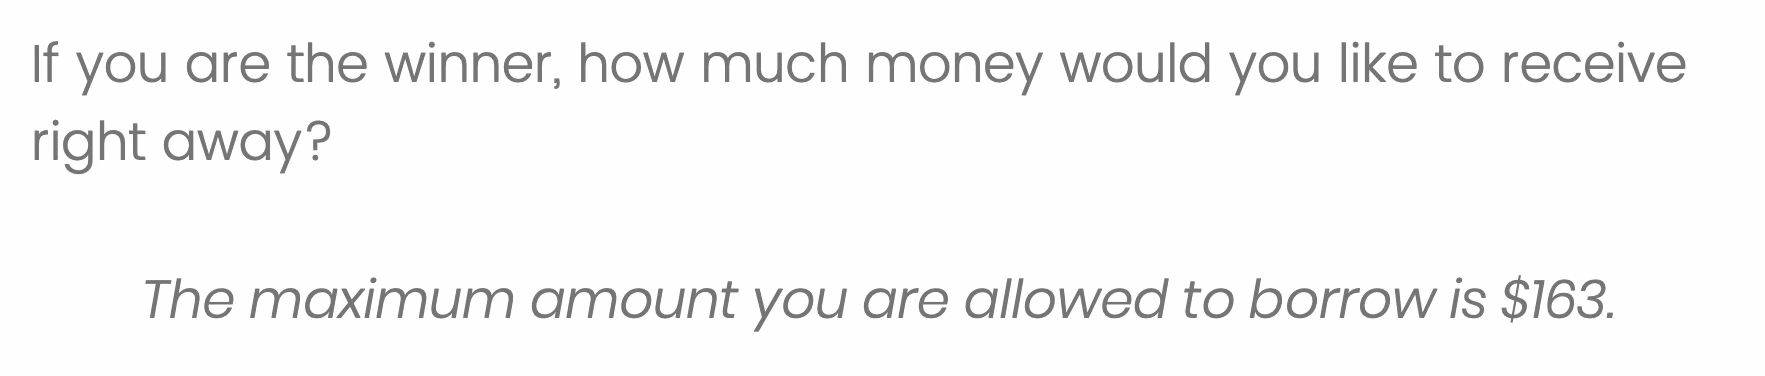 If you are the winner, how much money would you like to receive
right away?
The maximum amount you are allowed to borrow is $163.